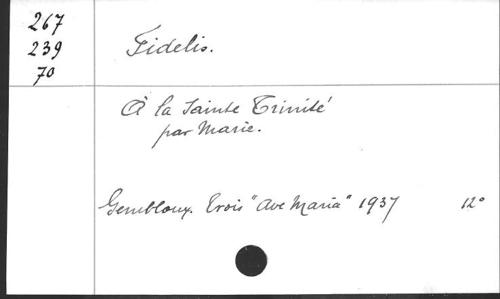 267
239
70
Fidelis.
À la Sainte Trinité
par Marie.
Gembloux. Trois "Ave Maria" 1937 12°